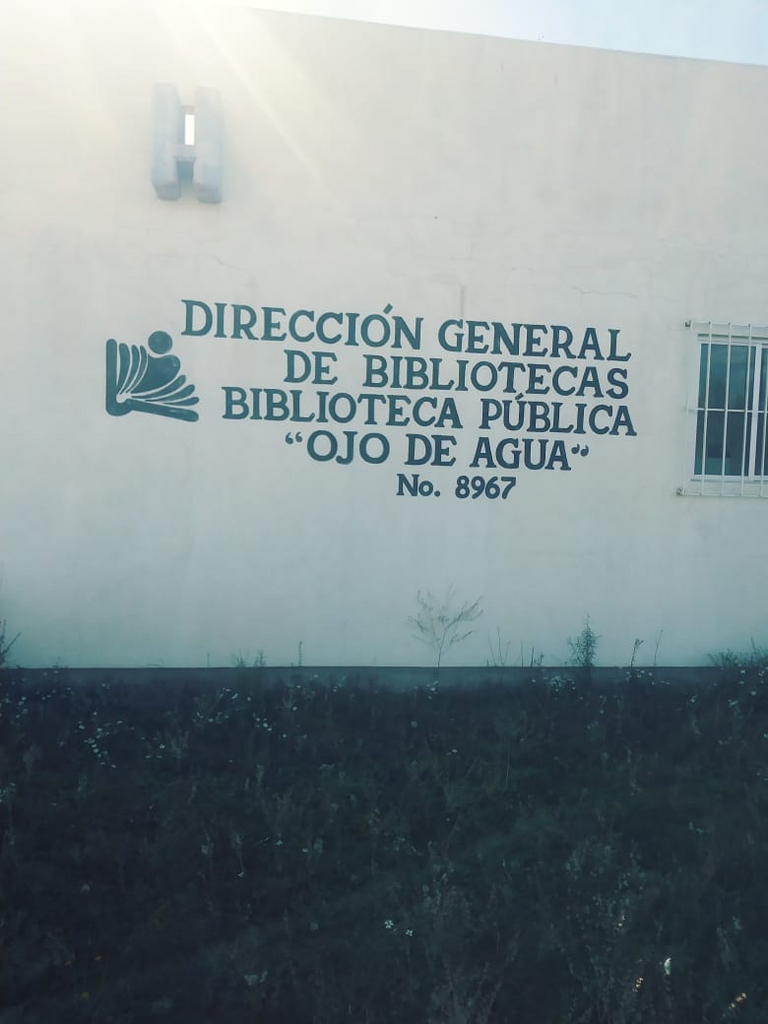 DIRECCIÓN GENERAL
DE BIBLIOTECAS
BIBLIOTECA PÚBLICA
“OJO DE AGUA”
No. 8967